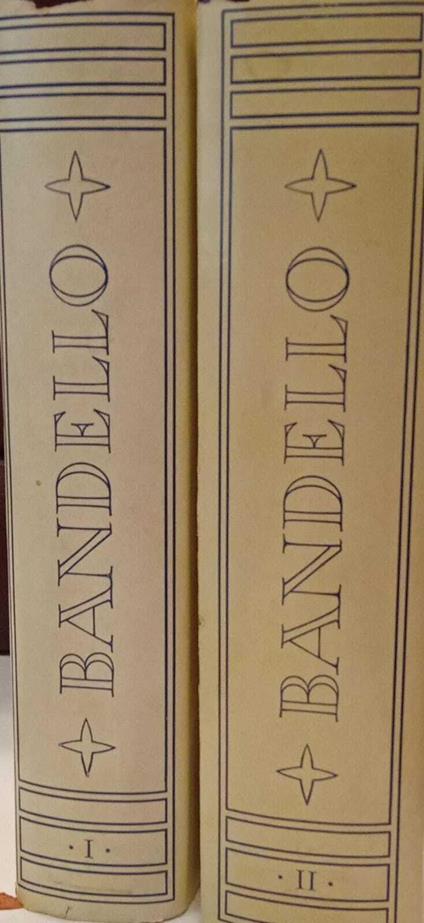 BANDELLO
· I ·
BANDELLO
· II ·